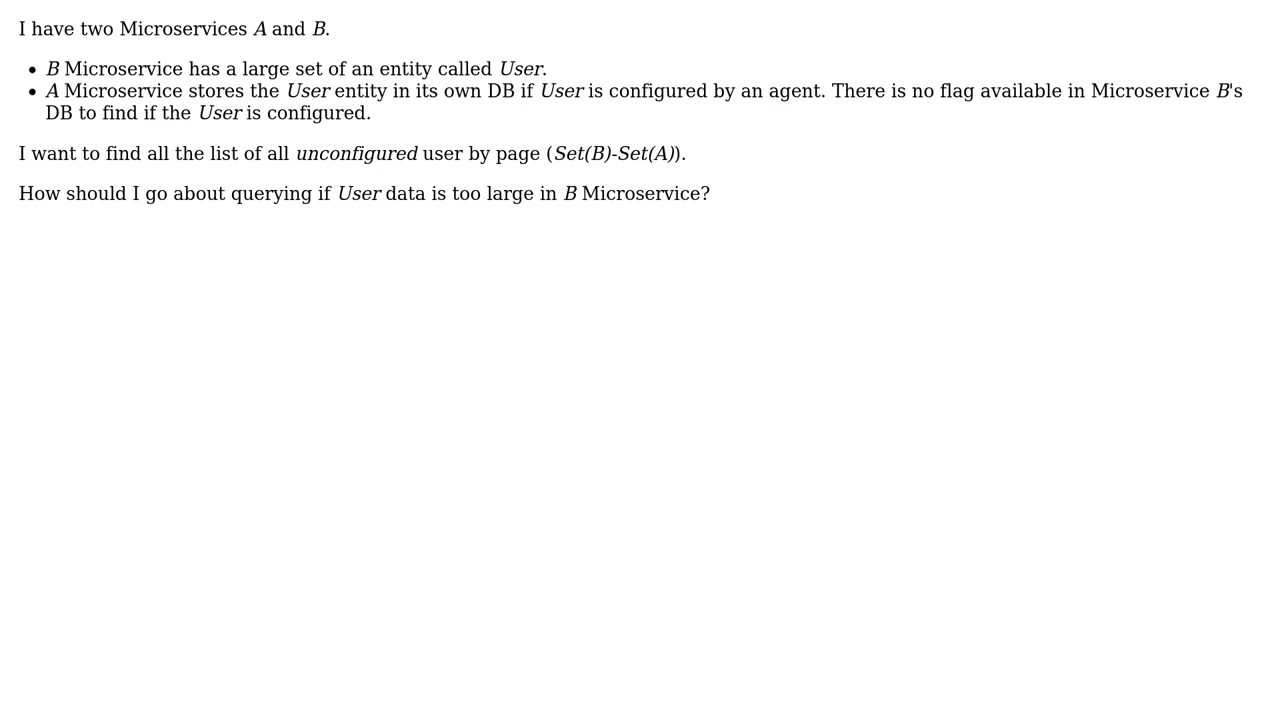 I have two Microservices A and B.
• B Microservice has a large set of an entity called User.
• A Microservice stores the User entity in its own DB if User is configured by an agent. There is no flag available in Microservice B's
DB to find if the User is configured.
I want to find all the list of all unconfigured user by page (Set(B)-Set(A)).
How should I go about querying if User data is too large in B Microservice?